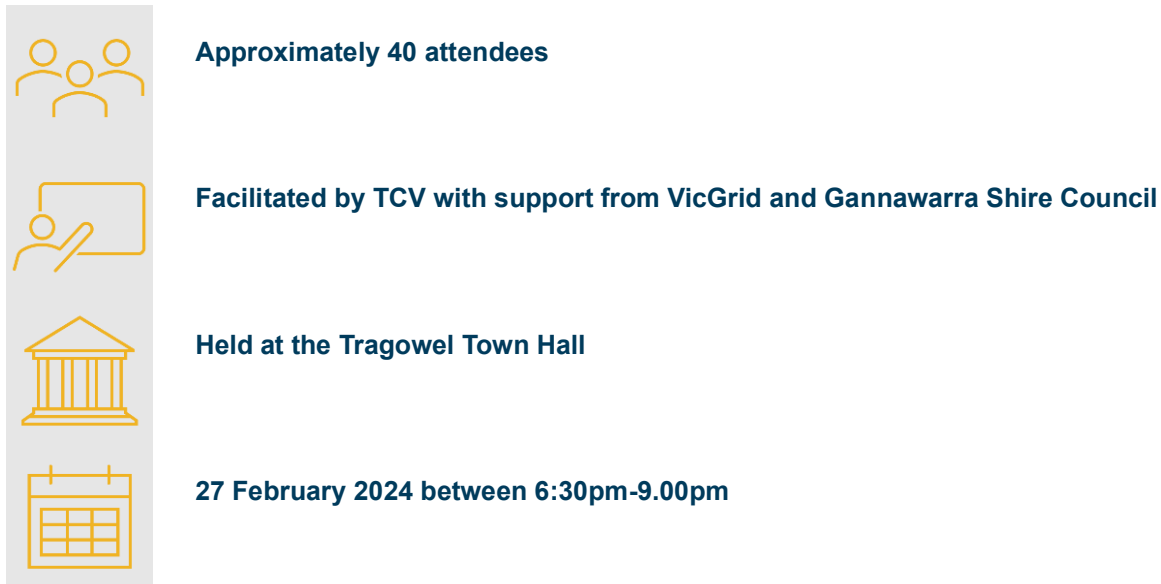 Approximately 40 attendees
Facilitated by TCV with support from VicGrid and Gannawarra Shire Council
Held at the Tragowel Town Hall
27 February 2024 between 6:30pm-9.00pm